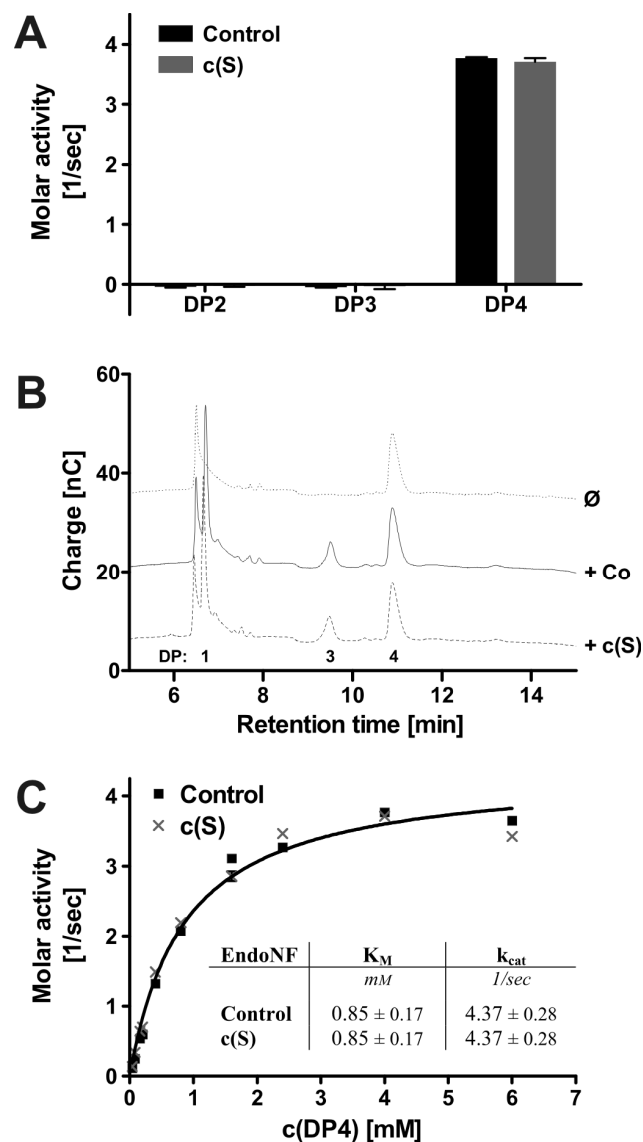 A
Control
c(S)
Molar activity
[1/sec]
4
3
2
1
0
DP2 DP3 DP4
B
Charge [nC]
60
40
20
0
Ø
+ Co
+ c(S)
DP: 1 3 4
6 8 10 12 14
Retention time [min]
C
Control
c(S)
Molar activity
[1/sec]
4
3
2
1
0
EndoNF K_M k_cat
mM 1/sec
Control 0.85 ± 0.17 4.37 ± 0.28
c(S) 0.85 ± 0.17 4.37 ± 0.28
0 1 2 3 4 5 6 7
c(DP4) [mM]